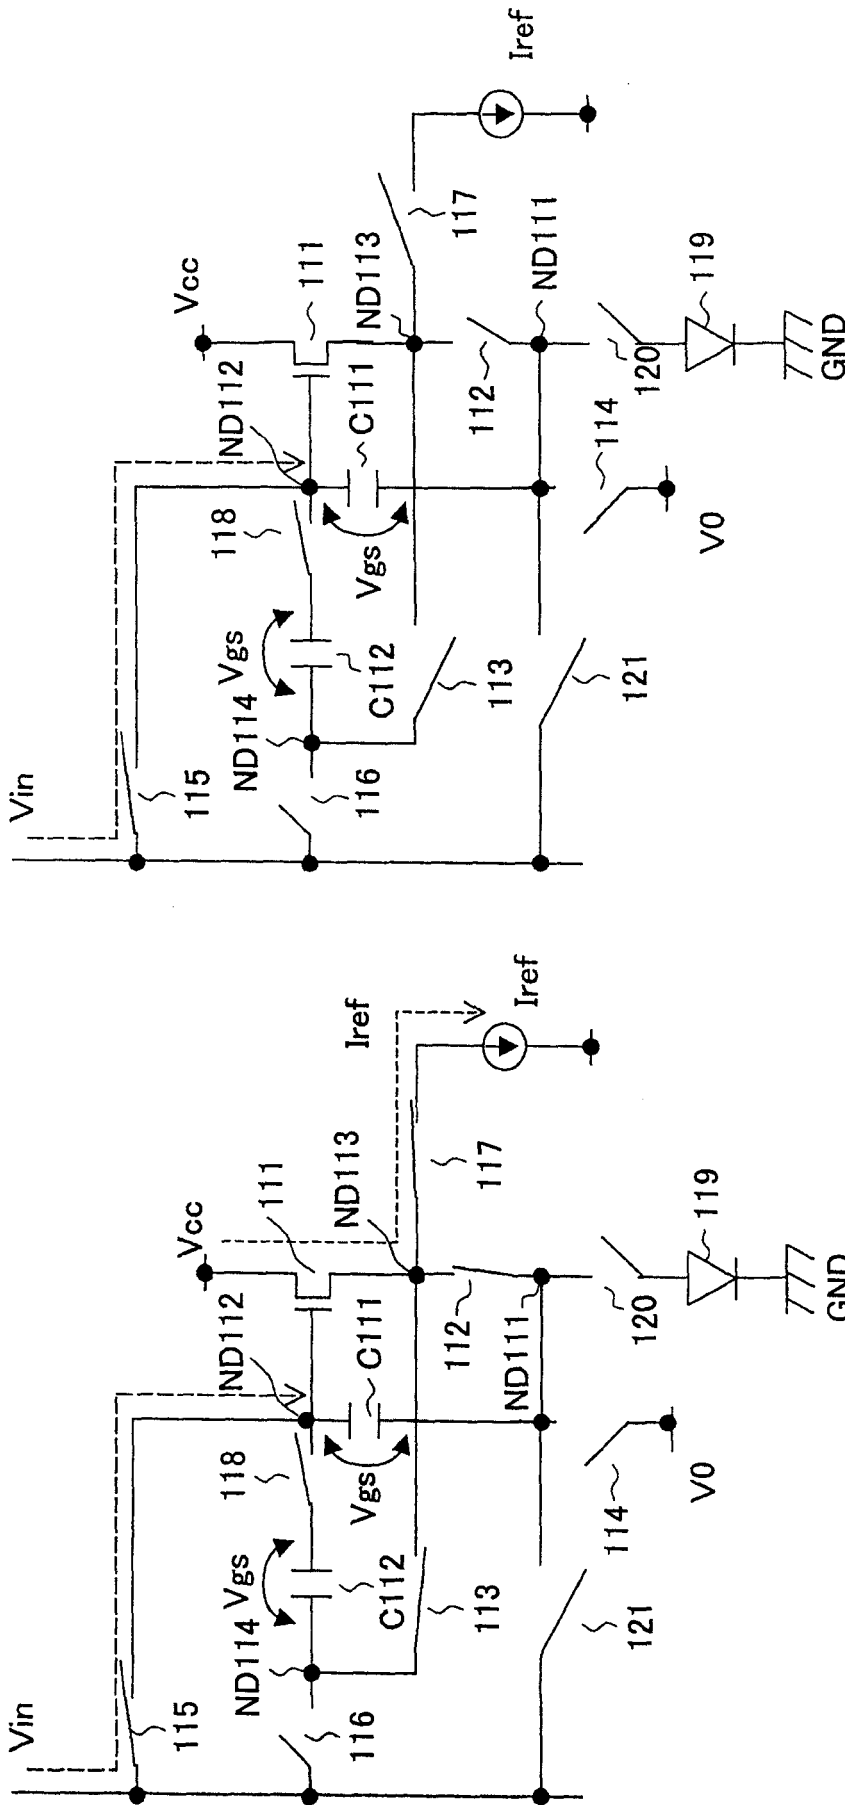 Vcc
Iref
ND112
111
ND113
Vin
118
C111
117
Vgs
Vgs
ND111
115
ND114
C112
112
116
113
114
120
119
121
V0
GND
Vcc
Iref
Iref
ND112
111
ND113
Vin
118
C111
117
Vgs
Vgs
115
ND114
C112
112
ND111
116
113
114
120
119
121
V0
GND